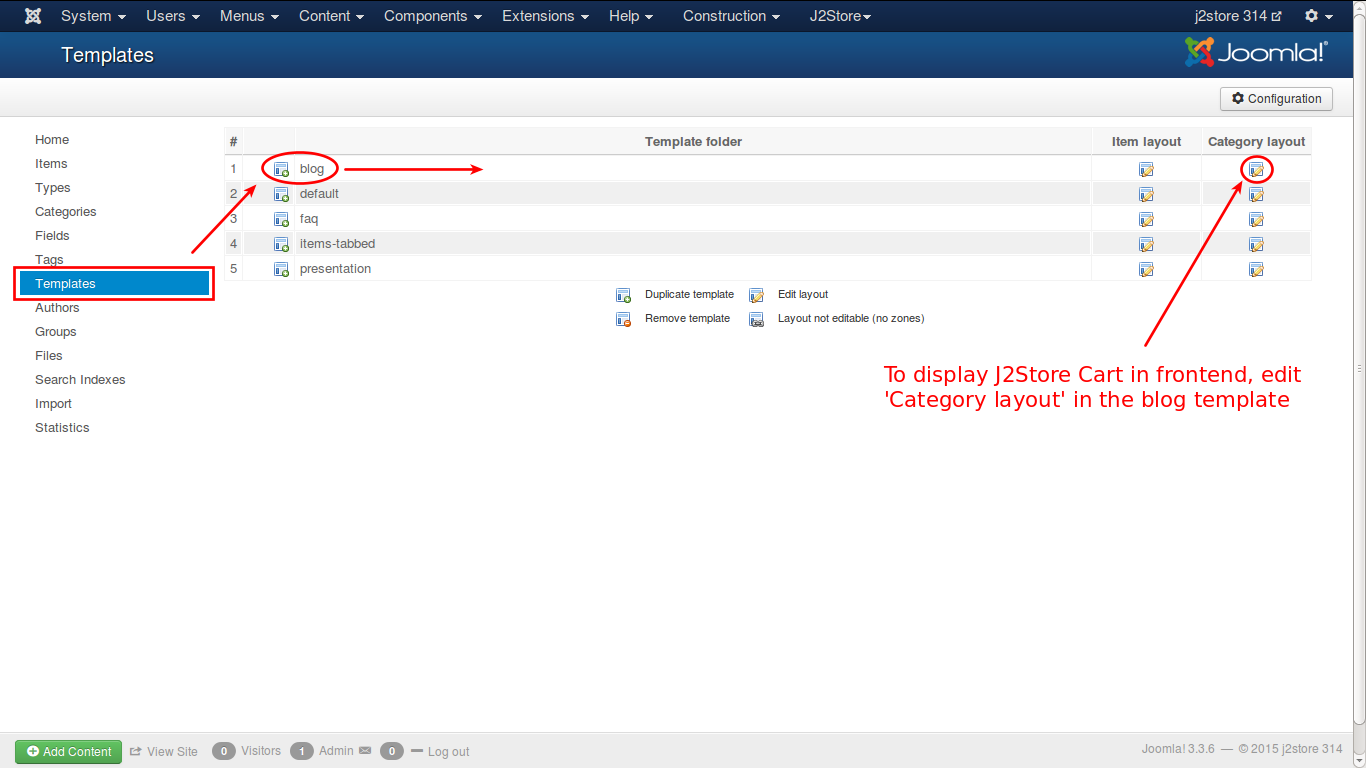 System Users Menus Content Components Extensions Help Construction J2Store j2store 314
Templates Joomla!®
Configuration
Home
Items
Types
Categories
Fields
Tags
Templates
Authors
Groups
Files
Search Indexes
Import
Statistics
# Template folder Item layout Category layout
1 blog
2 default
3 faq
4 items-tabbed
5 presentation
Duplicate template Edit layout
Remove template Layout not editable (no zones)
To display J2Store Cart in frontend, edit
'Category layout' in the blog template
Add Content View Site 0 Visitors 1 Admin 0 Log out Joomla! 3.3.6 — © 2015 j2store 314